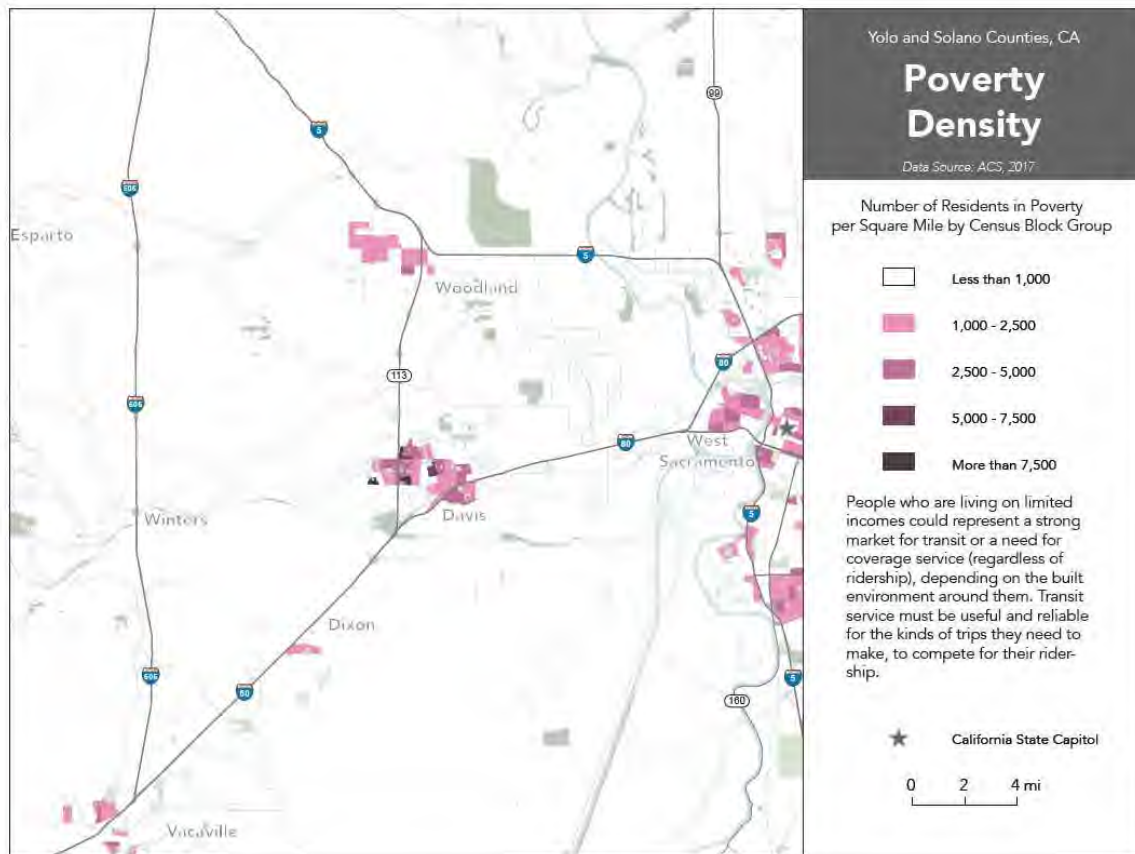 Yolo and Solano Counties, CA
Poverty
Density
Data Source: ACS, 2017
Number of Residents in Poverty
per Square Mile by Census Block Group
Less than 1,000
1,000 - 2,500
2,500 - 5,000
5,000 - 7,500
More than 7,500
People who are living on limited
incomes could represent a strong
market for transit or a need for
coverage service (regardless of
ridership), depending on the built
environment around them. Transit
service must be useful and reliable
for the kinds of trips they need to
make, to compete for their rider-
ship.
California State Capitol
0 2 4 mi
99
5
505
Esparto
5
Woodland
80
113
505
West
Sacramento
80
Winters
Davis
5
Dixon
505
80
160
5
Vacaville